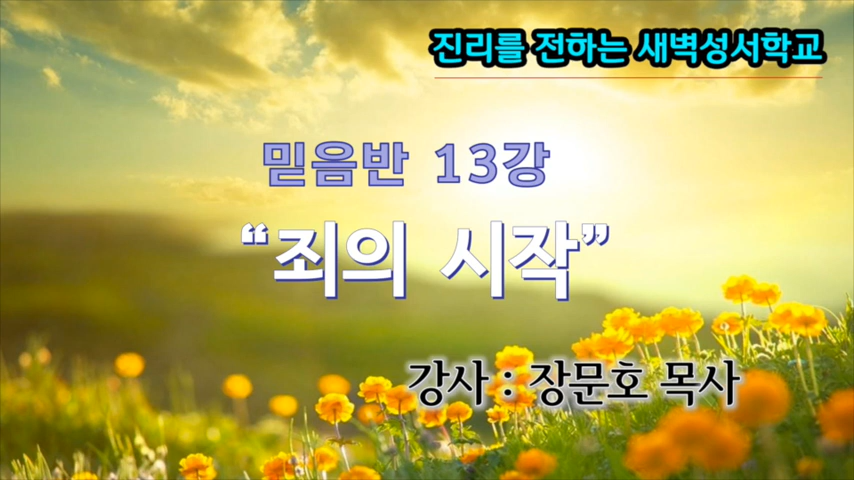 진리를 전하는 새벽성서학교
믿음반 13강
“죄의 시작”
강사 : 장문호 목사